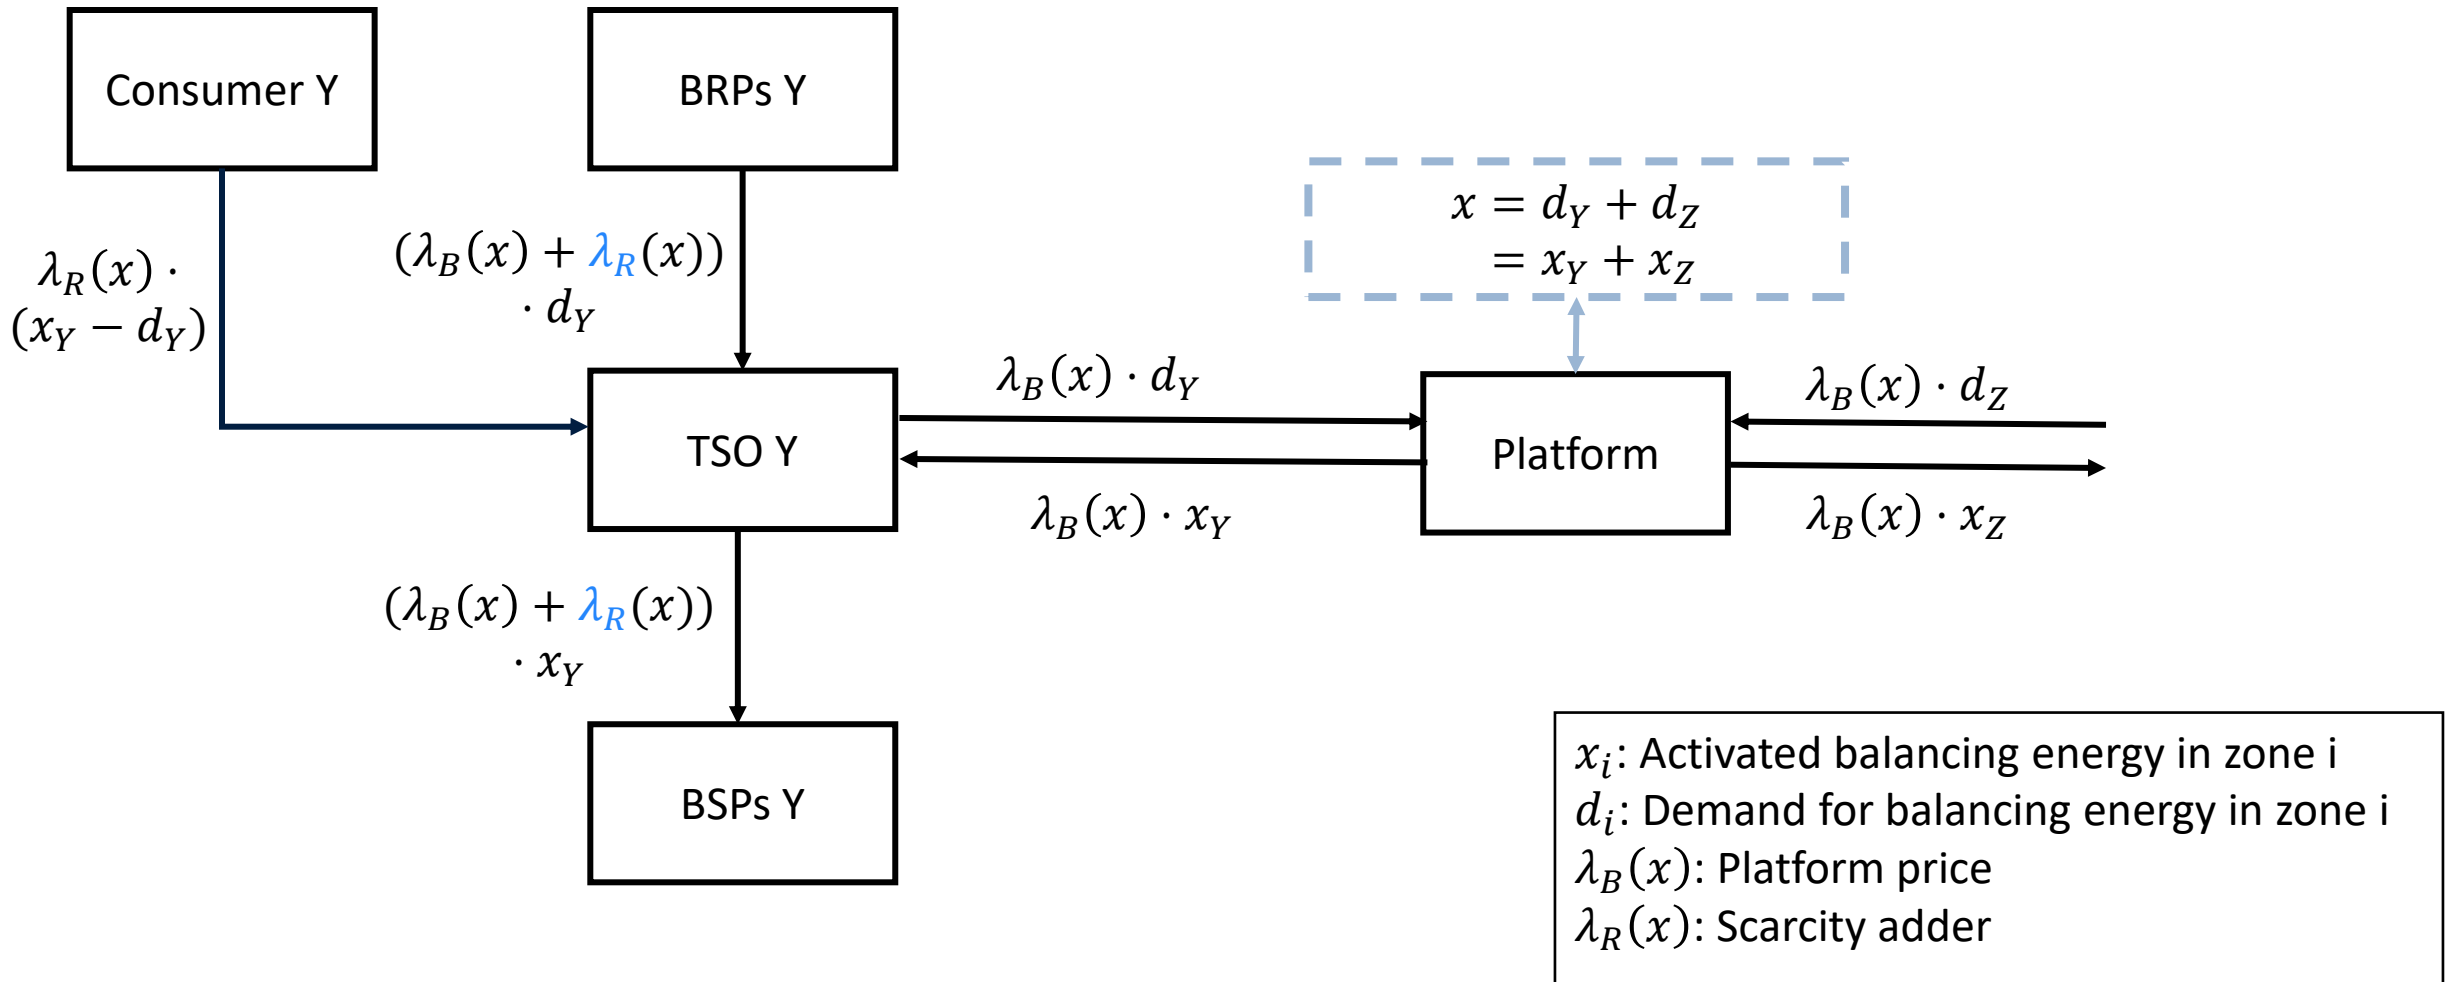 Consumer Y
BRPs Y
λ_R(x) ·
(x_Y − d_Y)
(λ_B(x) + λ_R(x))
· d_Y
x = d_Y + d_Z
= x_Y + x_Z
TSO Y
λ_B(x) · d_Y
λ_B(x) · x_Y
Platform
λ_B(x) · d_Z
λ_B(x) · x_Z
(λ_B(x) + λ_R(x))
· x_Y
BSPs Y
x_i: Activated balancing energy in zone i
d_i: Demand for balancing energy in zone i
λ_B(x): Platform price
λ_R(x): Scarcity adder